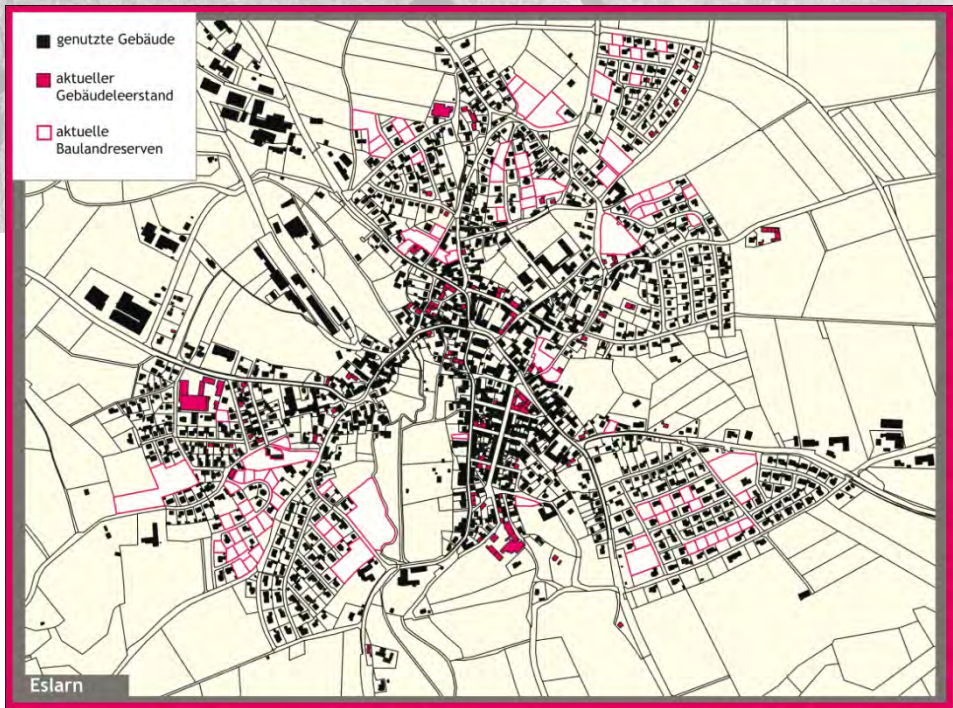 genutzte Gebäude
aktueller
Gebäudeleerstand
aktuelle
Baulandreserven
Eslarn